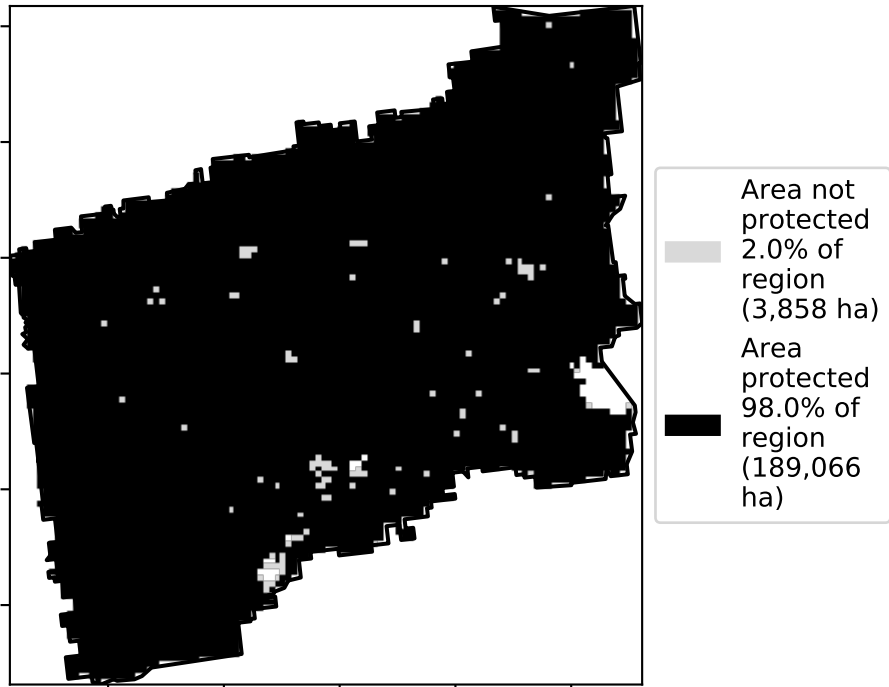 Area not
protected
2.0% of
region
(3,858 ha)
Area
protected
98.0% of
region
(189,066
ha)